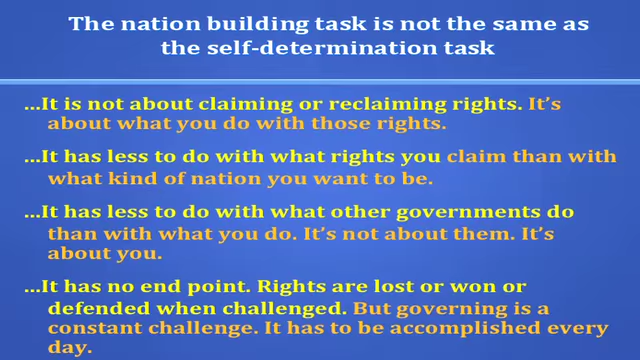 The nation building task is not the same as
the self-determination task
...It is not about claiming or reclaiming rights. It's
about what you do with those rights.
...It has less to do with what rights you claim than with
what kind of nation you want to be.
...It has less to do with what other governments do
than with what you do. It's not about them. It's
about you.
...It has no end point. Rights are lost or won or
defended when challenged. But governing is a
constant challenge. It has to be accomplished every
day.